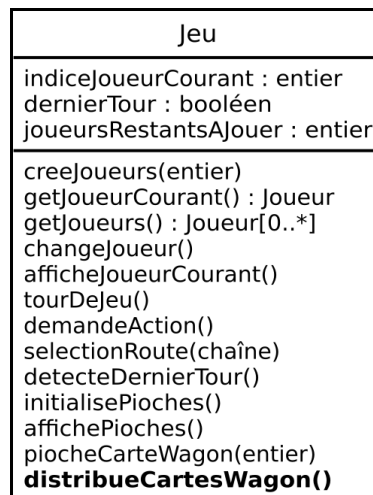 Jeu
indiceJoueurCourant : entier
dernierTour : booléen
joueursRestantsAJouer : entier
creeJoueurs(entier)
getJoueurCourant() : Joueur
getJoueurs() : Joueur[0..*]
changeJoueur()
afficheJoueurCourant()
tourDeJeu()
demandeAction()
selectionRoute(chaîne)
detecteDernierTour()
initialisePioches()
affichePioches()
piocheCarteWagon(entier)
distribueCartesWagon()